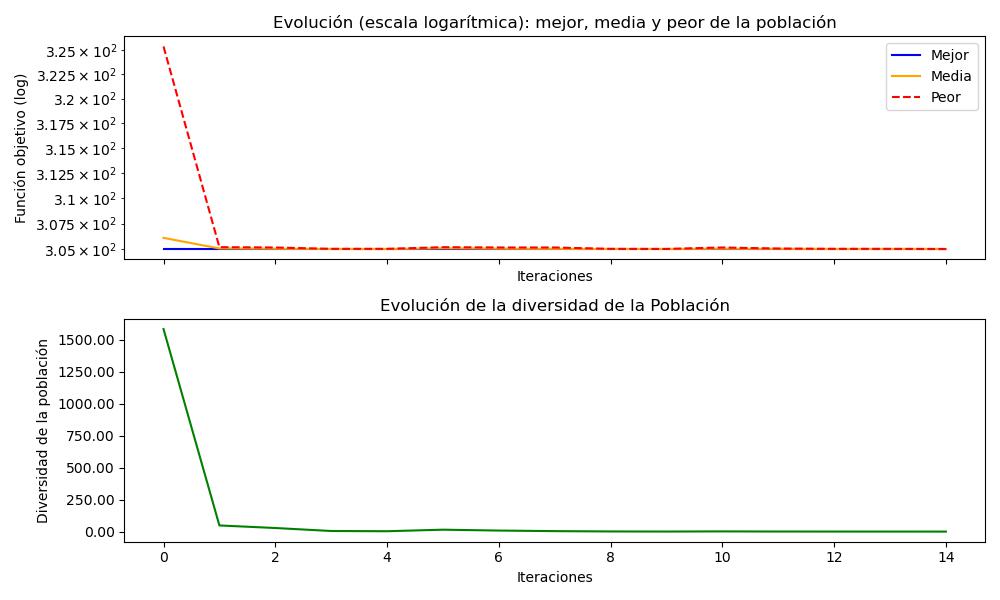 Evolución (escala logarítmica): mejor, media y peor de la población
Función objetivo (log)
3.25 × 10²
3.225 × 10²
3.2 × 10²
3.175 × 10²
3.15 × 10²
3.125 × 10²
3.1 × 10²
3.075 × 10²
3.05 × 10²
Mejor
Media
Peor
Iteraciones
Evolución de la diversidad de la Población
Diversidad de la población
1500.00
1250.00
1000.00
750.00
500.00
250.00
0.00
0 2 4 6 8 10 12 14
Iteraciones